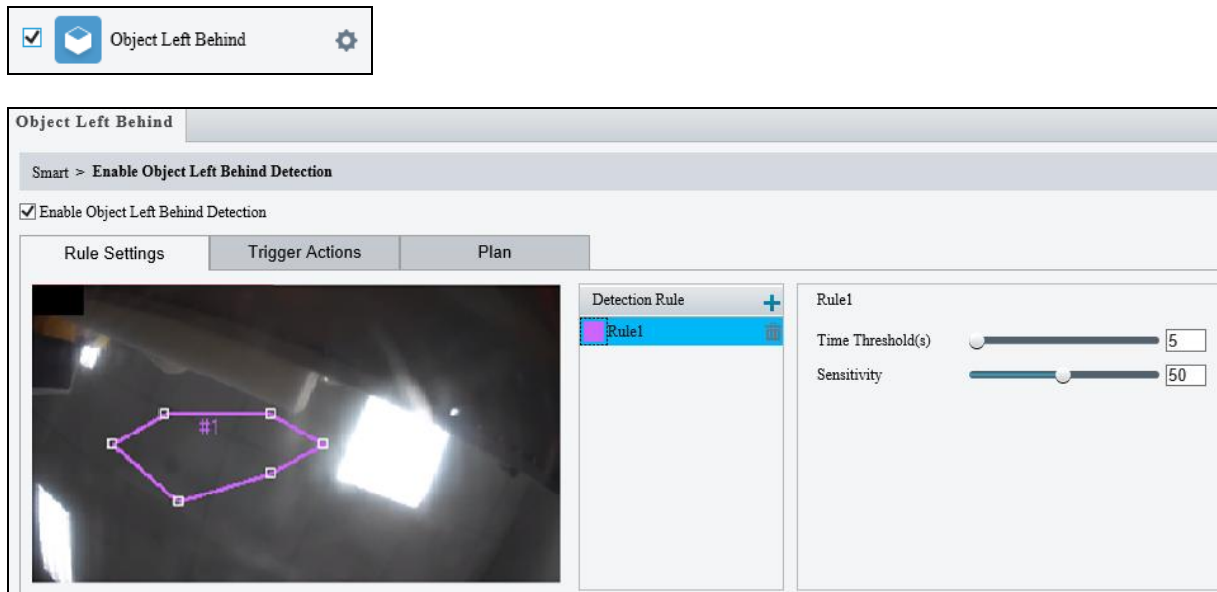 Object Left Behind
Object Left Behind
Smart > Enable Object Left Behind Detection
Enable Object Left Behind Detection
Rule Settings
Trigger Actions
Plan
#1
Detection Rule
Rule1
Rule1
Time Threshold(s) 5
Sensitivity 50